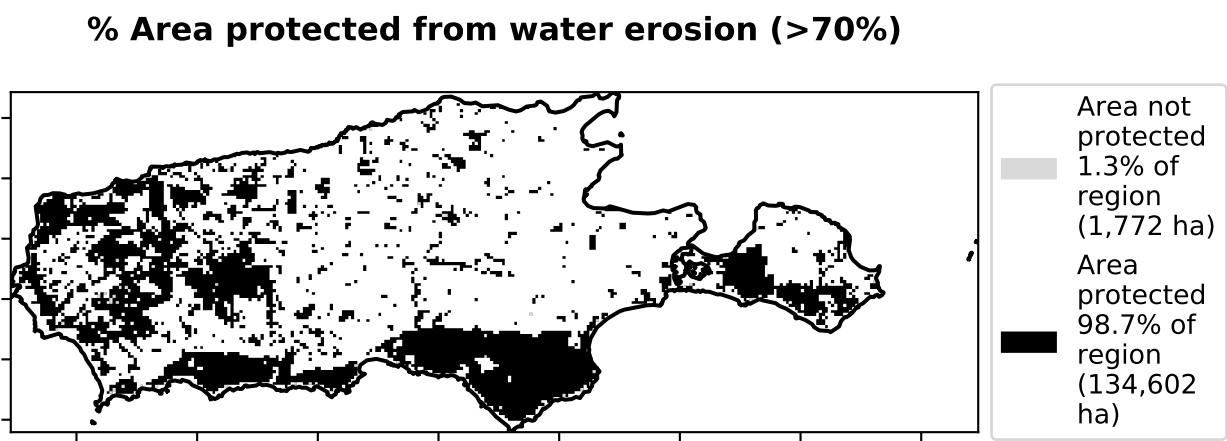 % Area protected from water erosion (>70%)
Area not
protected
1.3% of
region
(1,772 ha)
Area
protected
98.7% of
region
(134,602
ha)